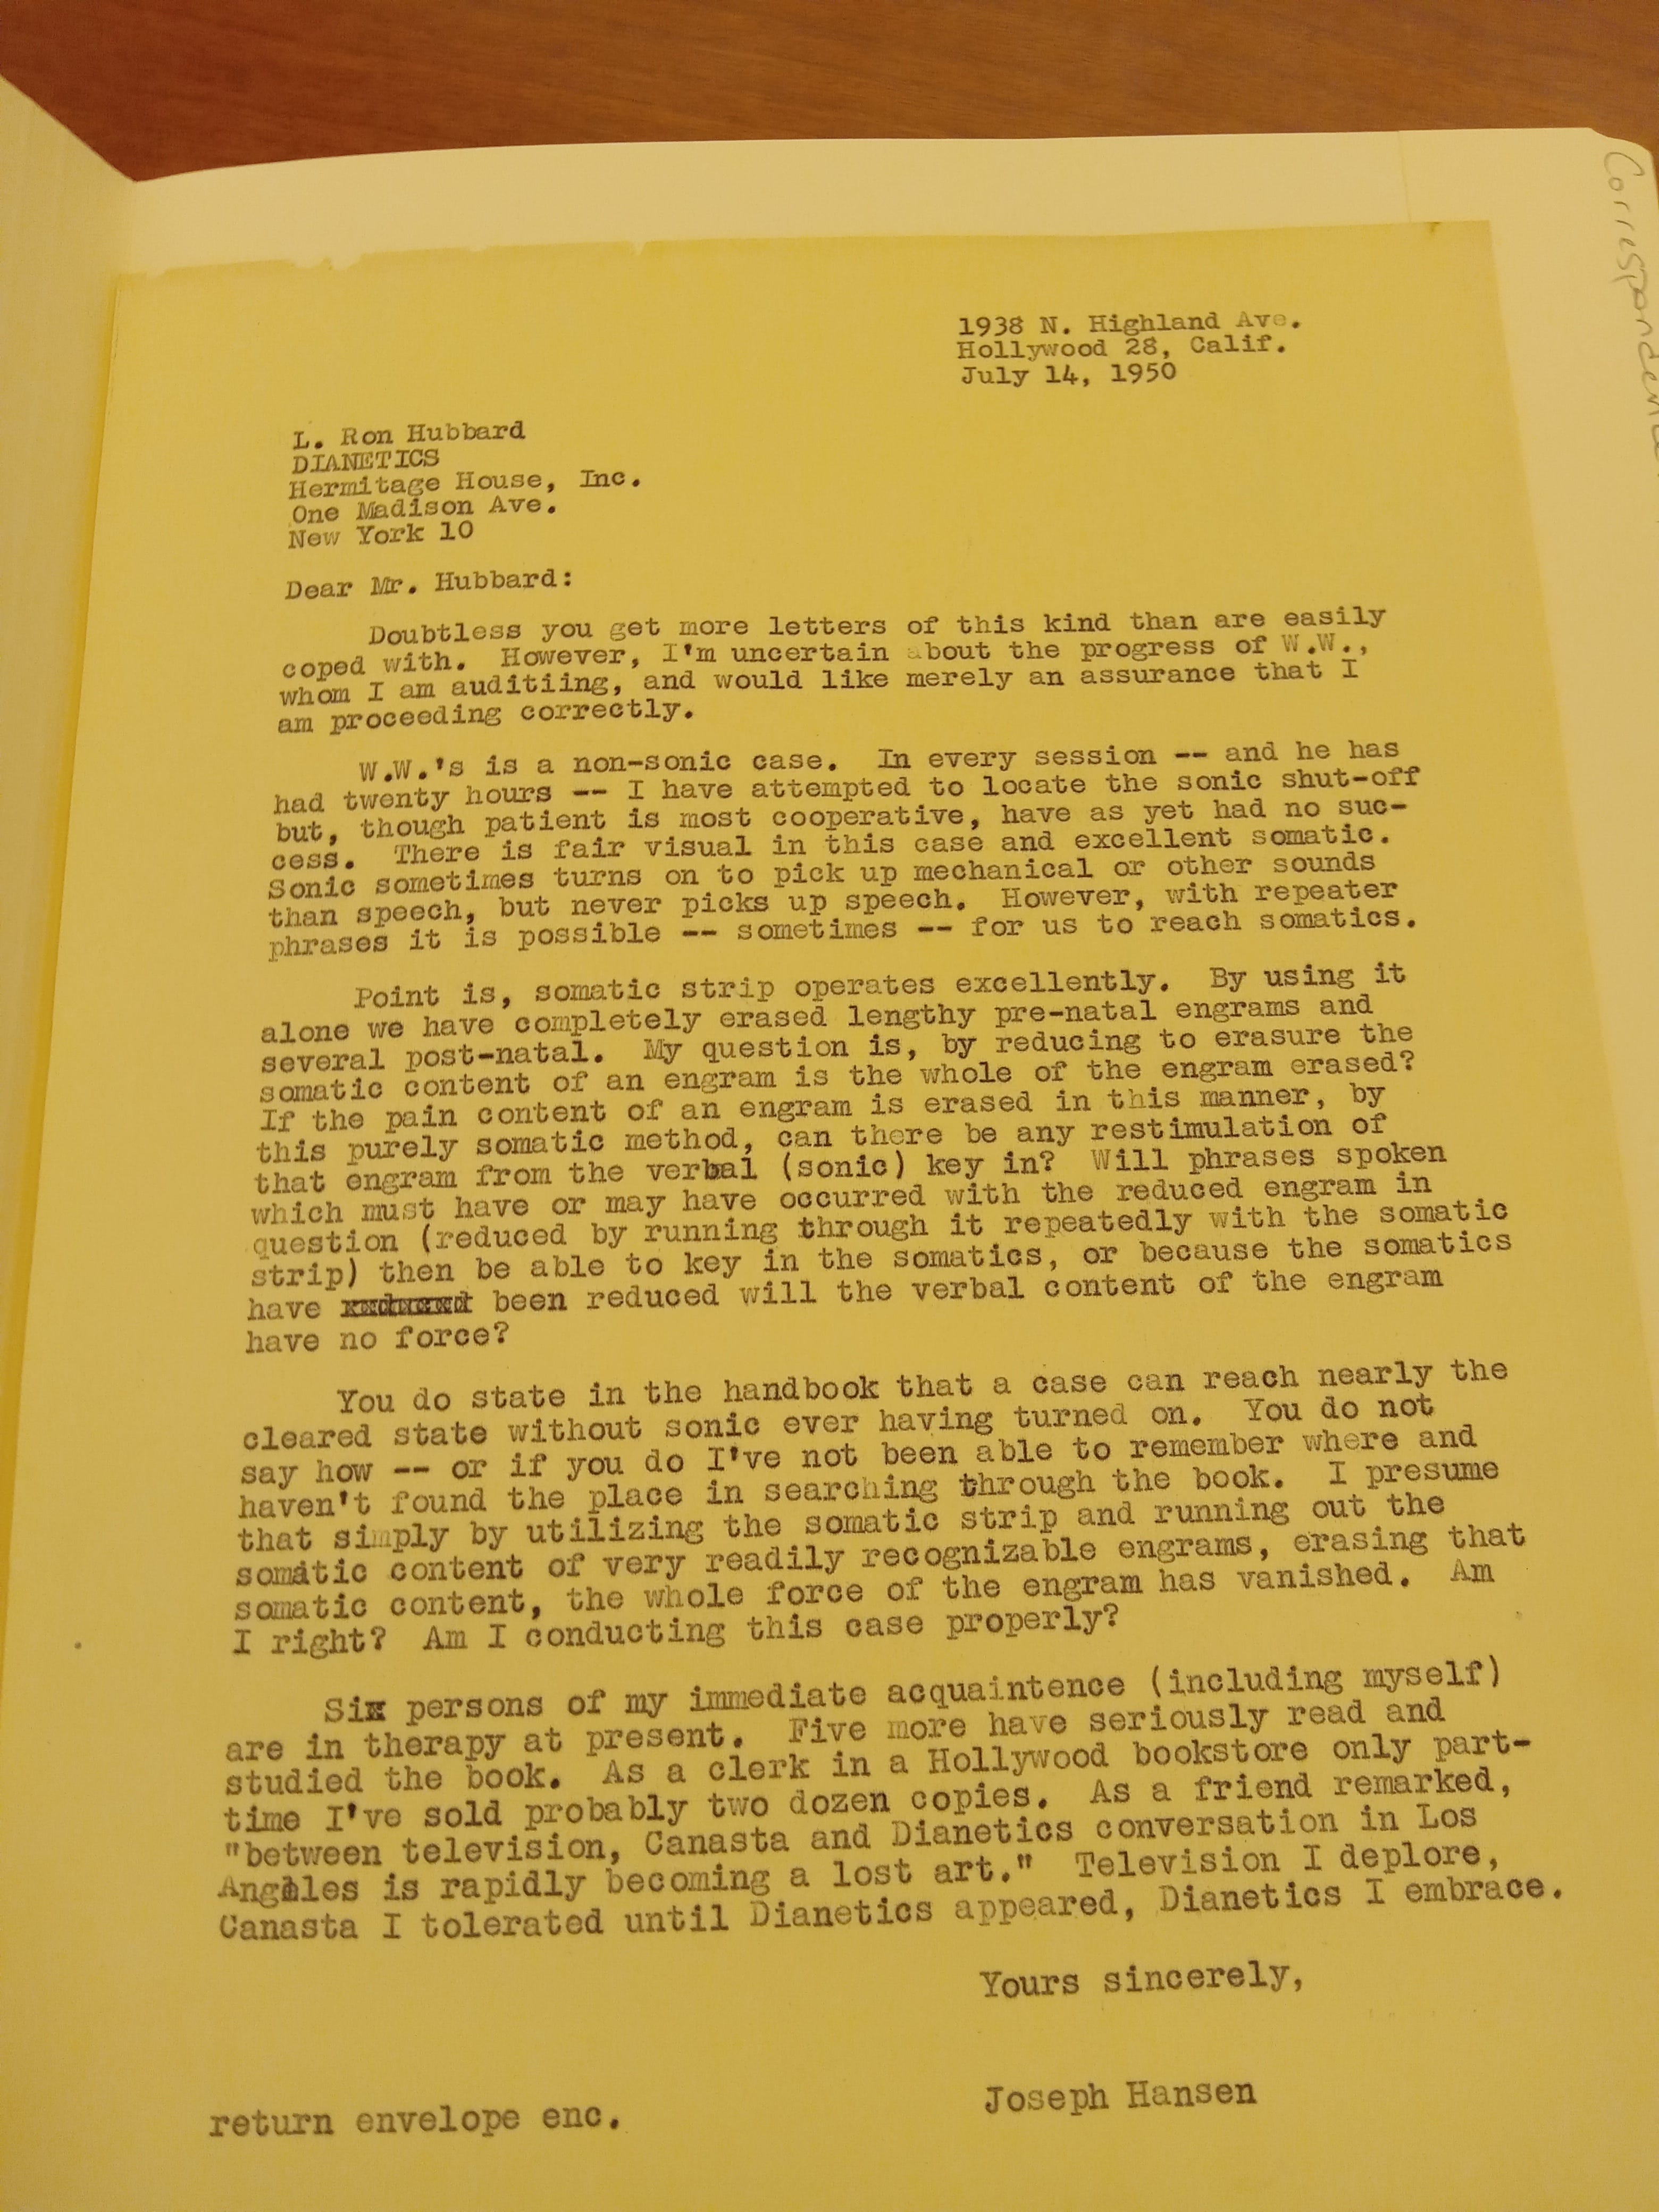 Corresponden
1938 N. Highland Ave.
Hollywood 28, Calif.
July 14, 1950
L. Ron Hubbard
DIANETICS
Hermitage House, Inc.
One Madison Ave.
New York 10
Dear Mr. Hubbard:
Doubtless you get more letters of this kind than are easily
coped with. However, I'm uncertain about the progress of W.W.,
whom I am auditiing, and would like merely an assurance that I
am proceeding correctly.
W.W.'s is a non-sonic case. In every session -- and he has
had twenty hours -- I have attempted to locate the sonic shut-off
but, though patient is most cooperative, have as yet had no suc-
cess. There is fair visual in this case and excellent somatic.
Sonic sometimes turns on to pick up mechanical or other sounds
than speech, but never picks up speech. However, with repeater
phrases it is possible -- sometimes -- for us to reach somatics.
Point is, somatic strip operates excellently. By using it
alone we have completely erased lengthy pre-natal engrams and
several post-natal. My question is, by reducing to erasure the
somatic content of an engram is the whole of the engram erased?
If the pain content of an engram is erased in this manner, by
this purely somatic method, can there be any restimulation of
that engram from the verbal (sonic) key in? Will phrases spoken
which must have or may have occurred with the reduced engram in
question (reduced by running through it repeatedly with the somatic
strip) then be able to key in the somatics, or because the somatics
have been reduced will the verbal content of the engram
have no force?
You do state in the handbook that a case can reach nearly the
cleared state without sonic ever having turned on. You do not
say how -- or if you do I've not been able to remember where and
haven't found the place in searching through the book. I presume
that simply by utilizing the somatic strip and running out the
somatic content of very readily recognizable engrams, erasing that
somatic content, the whole force of the engram has vanished. Am
I right? Am I conducting this case properly?
Six persons of my immediate acquaintence (including myself)
are in therapy at present. Five more have seriously read and
studied the book. As a clerk in a Hollywood bookstore only part-
time I've sold probably two dozen copies. As a friend remarked,
"between television, Canasta and Dianetics conversation in Los
Angeles is rapidly becoming a lost art." Television I deplore,
Canasta I tolerated until Dianetics appeared, Dianetics I embrace.
Yours sincerely,
Joseph Hansen
return envelope enc.